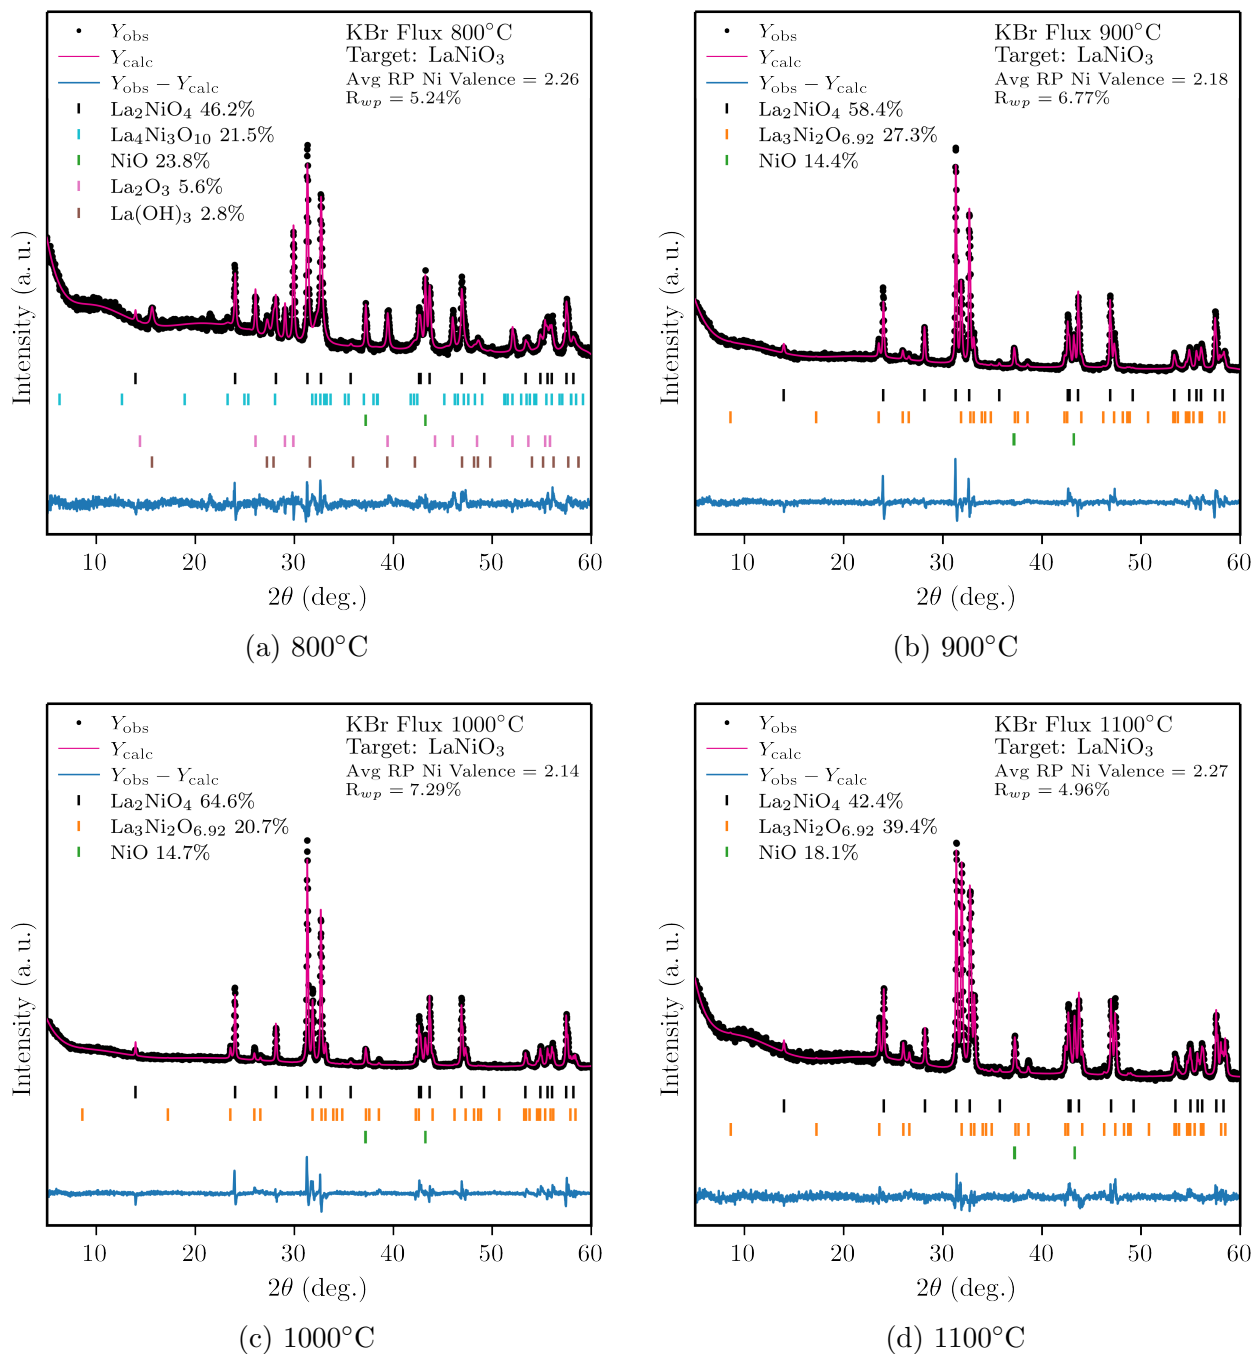 Y_obs
Y_calc
Y_obs − Y_calc
La₂NiO₄ 46.2%
La₄Ni₃O₁₀ 21.5%
NiO 23.8%
La₂O₃ 5.6%
La(OH)₃ 2.8%
KBr Flux 800°C
Target: LaNiO₃
Avg RP Ni Valence = 2.26
R_wp = 5.24%
Intensity (a. u.)
10 20 30 40 50 60
2θ (deg.)
(a) 800°C
Y_obs
Y_calc
Y_obs − Y_calc
La₂NiO₄ 58.4%
La₃Ni₂O₆.₉₂ 27.3%
NiO 14.4%
KBr Flux 900°C
Target: LaNiO₃
Avg RP Ni Valence = 2.18
R_wp = 6.77%
Intensity (a. u.)
10 20 30 40 50 60
2θ (deg.)
(b) 900°C
Y_obs
Y_calc
Y_obs − Y_calc
La₂NiO₄ 64.6%
La₃Ni₂O₆.₉₂ 20.7%
NiO 14.7%
KBr Flux 1000°C
Target: LaNiO₃
Avg RP Ni Valence = 2.14
R_wp = 7.29%
Intensity (a. u.)
10 20 30 40 50 60
2θ (deg.)
(c) 1000°C
Y_obs
Y_calc
Y_obs − Y_calc
La₂NiO₄ 42.4%
La₃Ni₂O₆.₉₂ 39.4%
NiO 18.1%
KBr Flux 1100°C
Target: LaNiO₃
Avg RP Ni Valence = 2.27
R_wp = 4.96%
Intensity (a. u.)
10 20 30 40 50 60
2θ (deg.)
(d) 1100°C